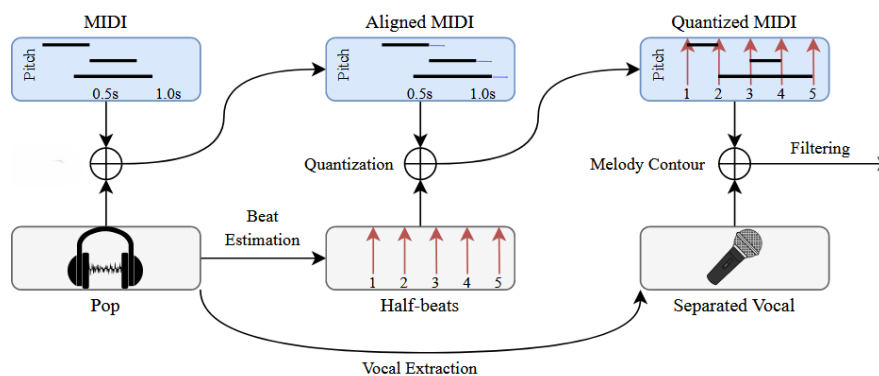 MIDI
Aligned MIDI
Quantized MIDI
Pitch
0.5s 1.0s
Pitch
0.5s 1.0s
Pitch
1 2 3 4 5
Quantization
Melody Contour
Filtering
Beat
Estimation
1 2 3 4 5
Pop
Half-beats
Separated Vocal
Vocal Extraction